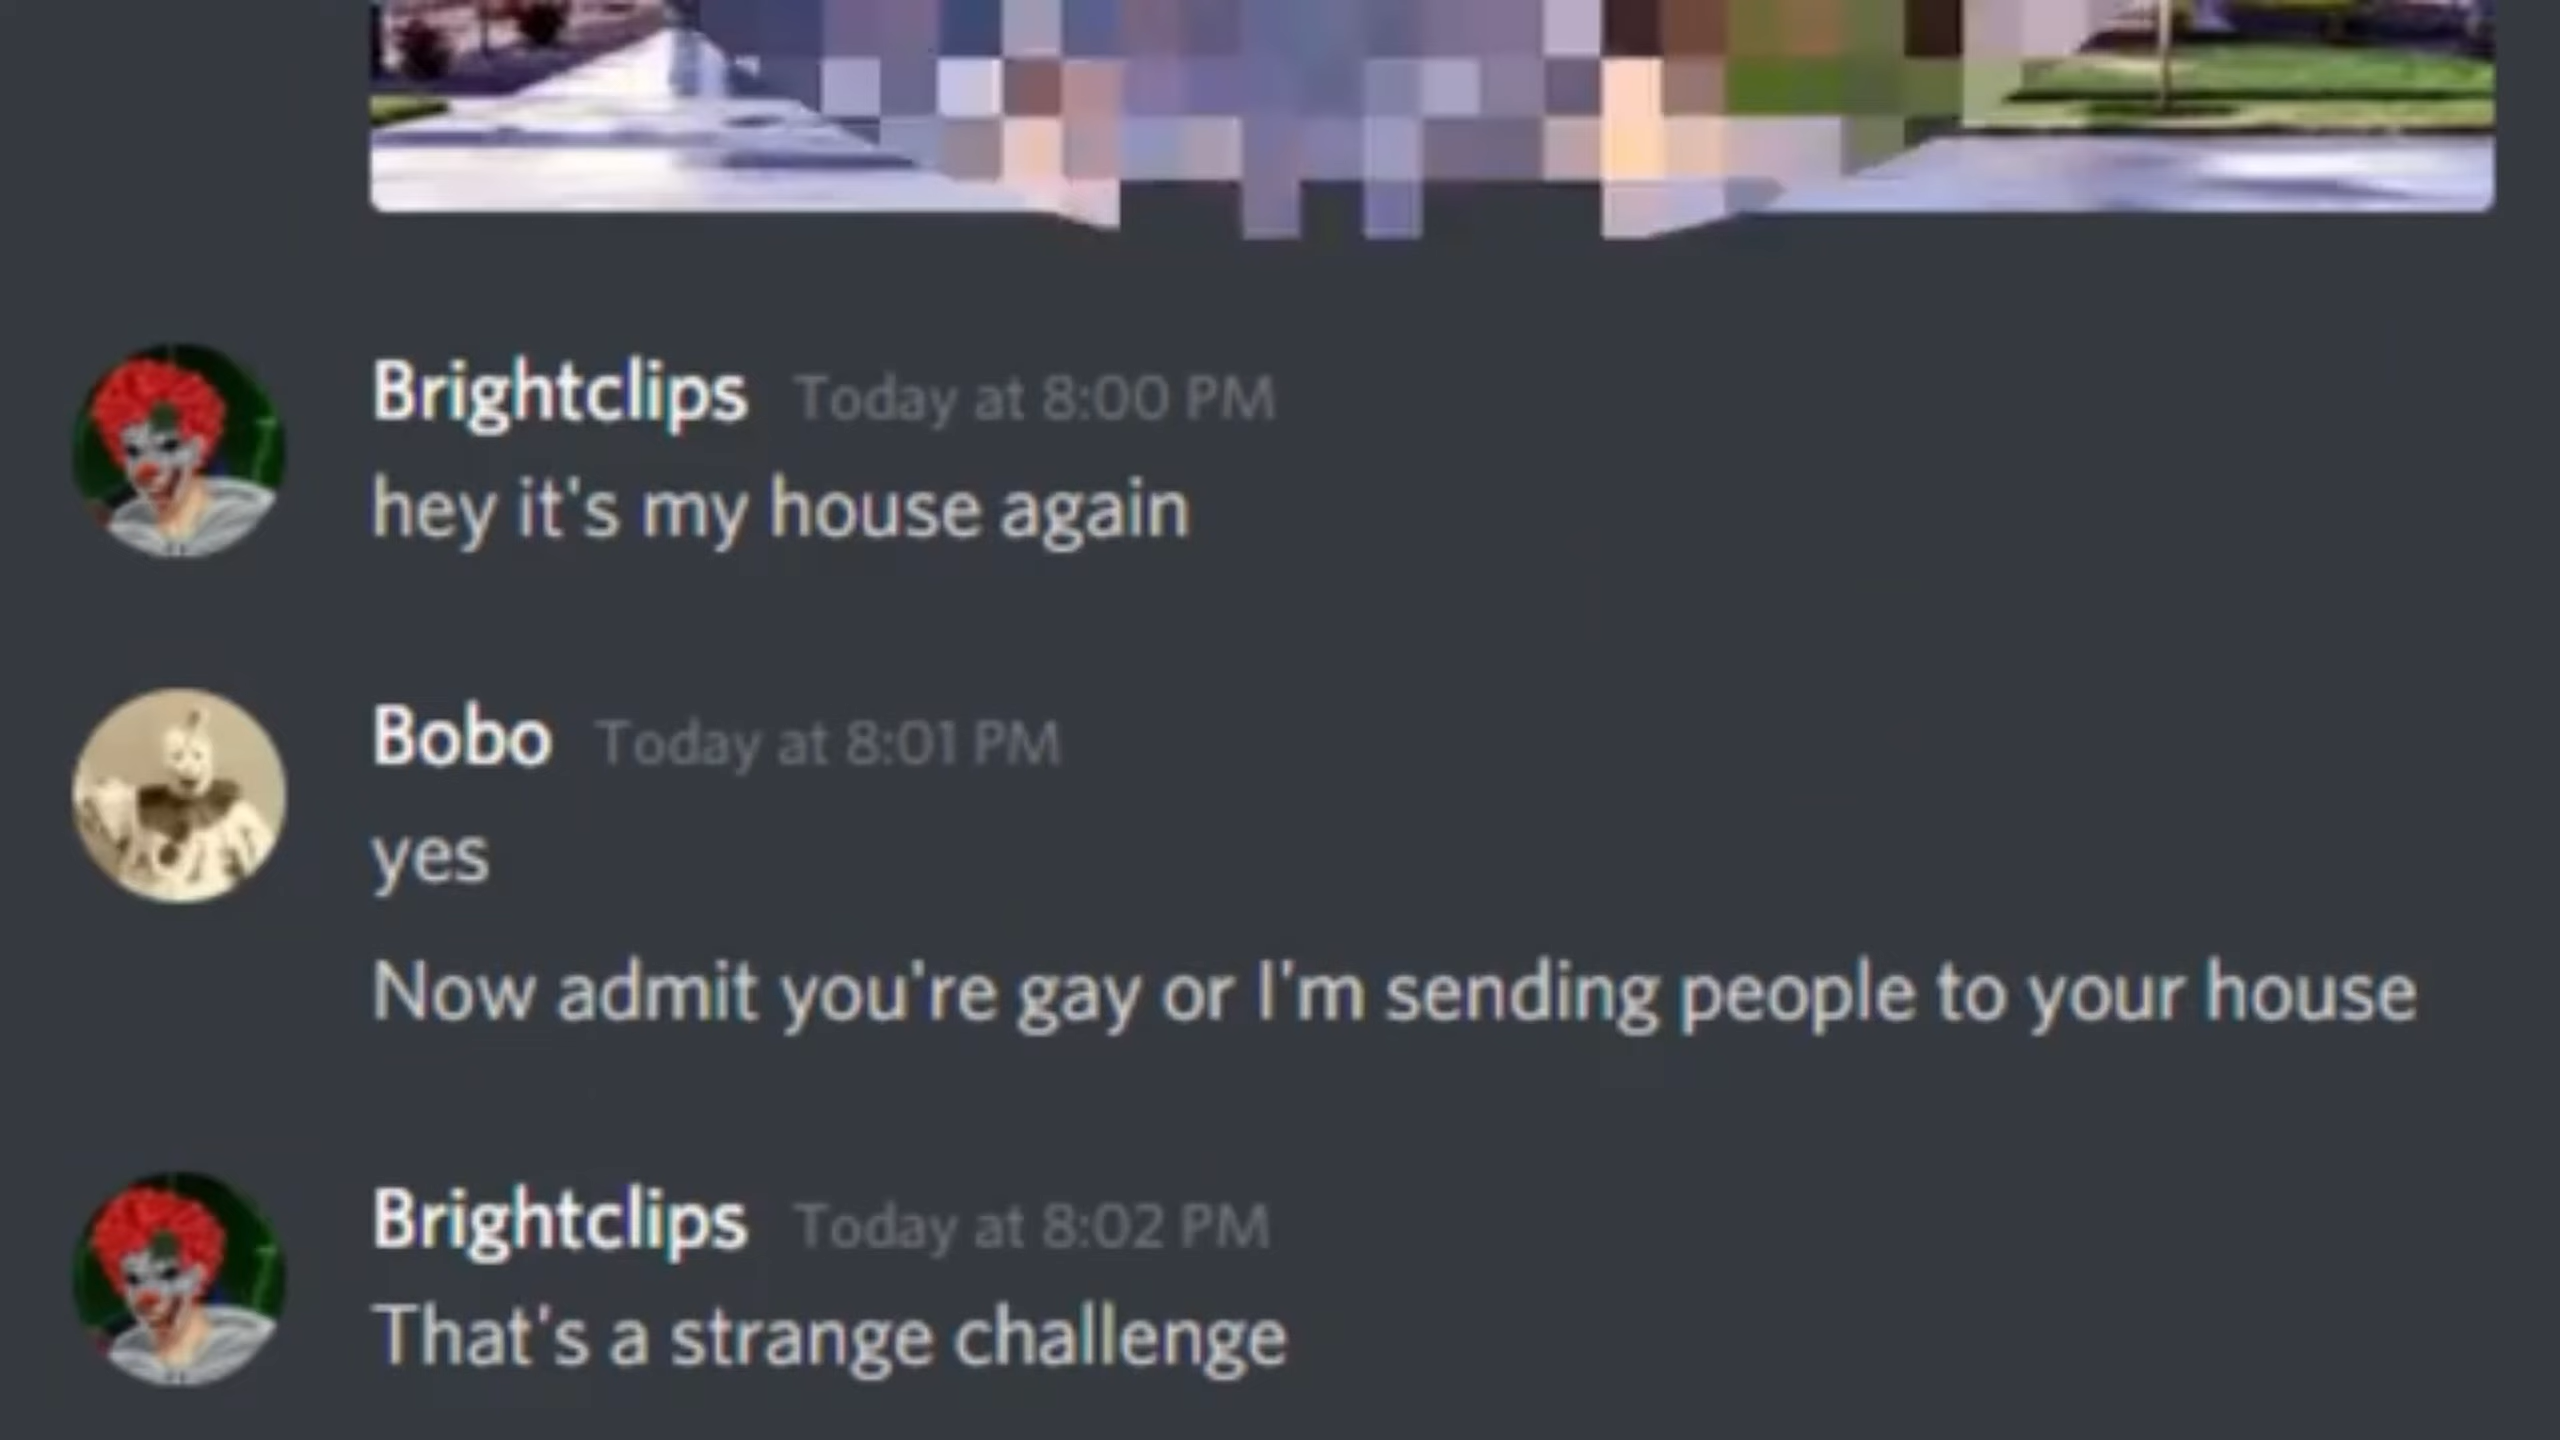 Brightclips Today at 8:00 PM
hey it's my house again
Bobo Today at 8:01 PM
yes
Now admit you're gay or I'm sending people to your house
Brightclips Today at 8:02 PM
That's a strange challenge